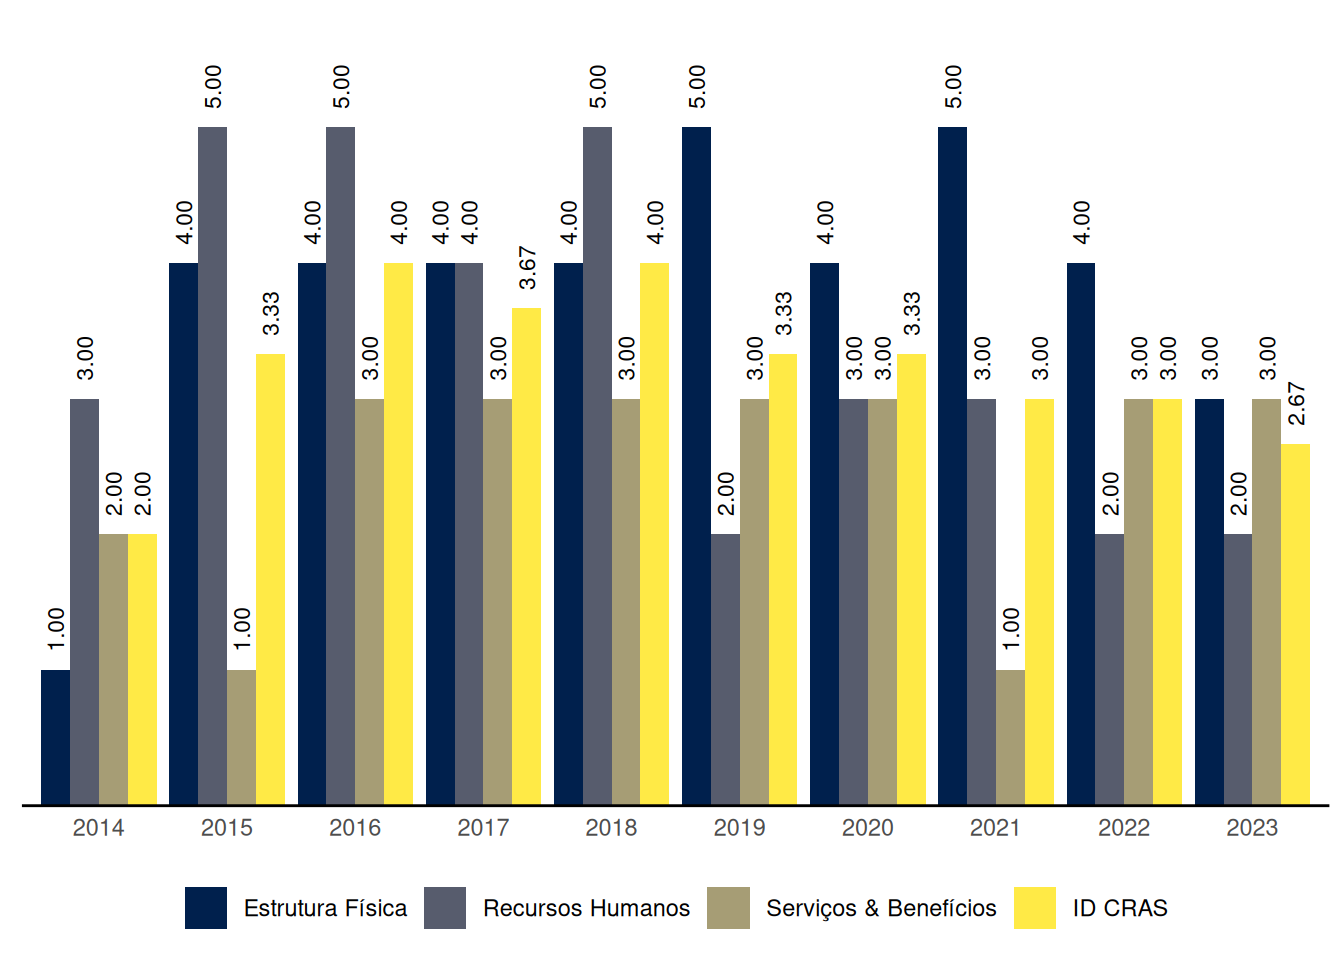 5.00 5.00 5.00 5.00 5.00
4.00 4.00 4.00 4.00 4.00 4.00 4.00 4.00 4.00
3.67
3.33 3.33 3.33
3.00 3.00 3.00 3.00 3.00 3.00 3.00 3.00 3.00 3.00 3.00 3.00 3.00
2.67
2.00 2.00 2.00 2.00 2.00
1.00 1.00 1.00
2014 2015 2016 2017 2018 2019 2020 2021 2022 2023
Estrutura Física Recursos Humanos Serviços & Benefícios ID CRAS